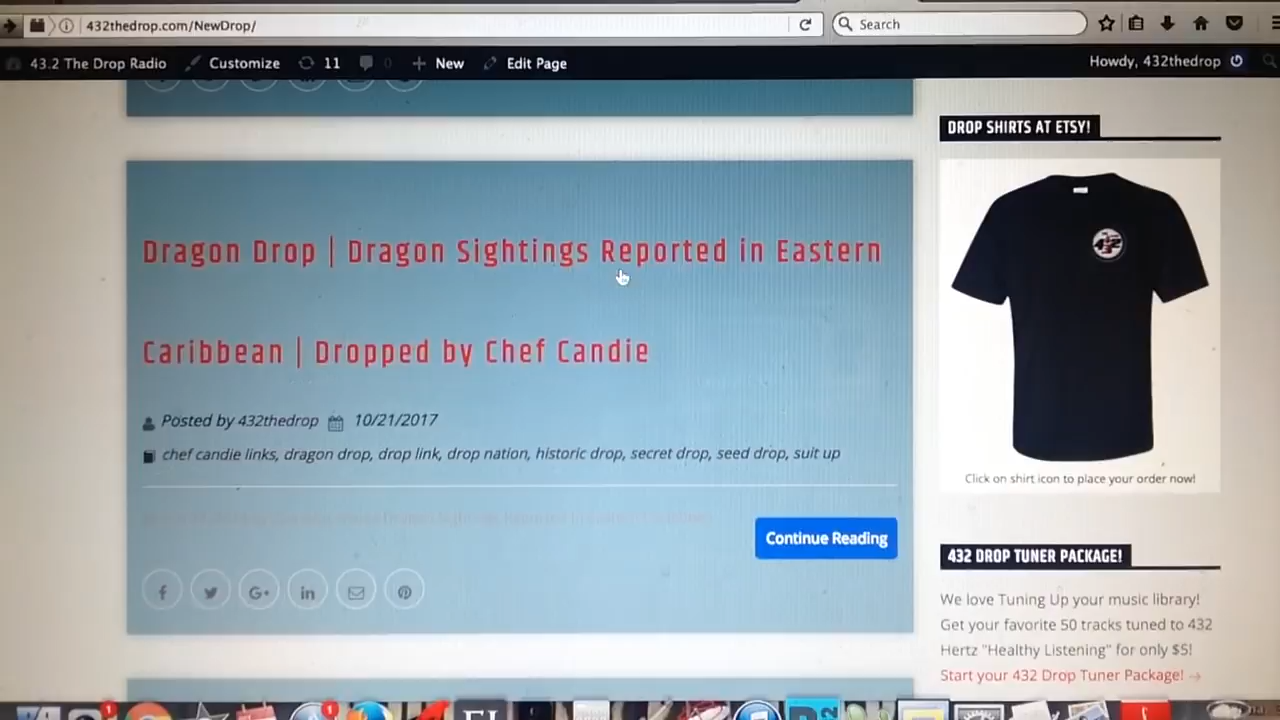 432thedrop.com/NewDrop/
Search
43.2 The Drop Radio Customize 11 0 New Edit Page
Howdy, 432thedrop
Dragon Drop | Dragon Sightings Reported in Eastern
Caribbean | Dropped by Chef Candie
Posted by 432thedrop 10/21/2017
chef candie links, dragon drop, drop link, drop nation, historic drop, secret drop, seed drop, suit up
Continue Reading
DROP SHIRTS AT ETSY!
Click on shirt icon to place your order now!
432 DROP TUNER PACKAGE!
We love Tuning Up your music library!
Get your favorite 50 tracks tuned to 432
Hertz "Healthy Listening" for only $5!
Start your 432 Drop Tuner Package! →